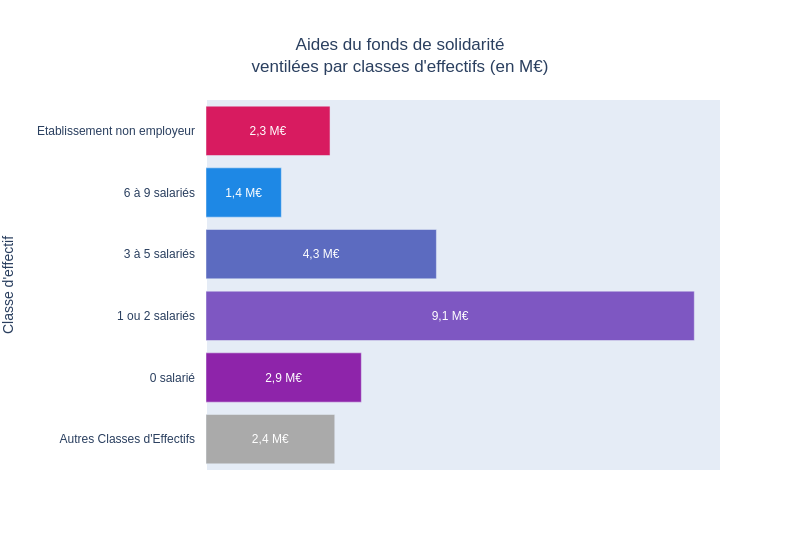 Aides du fonds de solidarité
ventilées par classes d'effectifs (en M€)
Classe d'effectif
Etablissement non employeur
2,3 M€
6 à 9 salariés
1,4 M€
3 à 5 salariés
4,3 M€
1 ou 2 salariés
9,1 M€
0 salarié
2,9 M€
Autres Classes d'Effectifs
2,4 M€